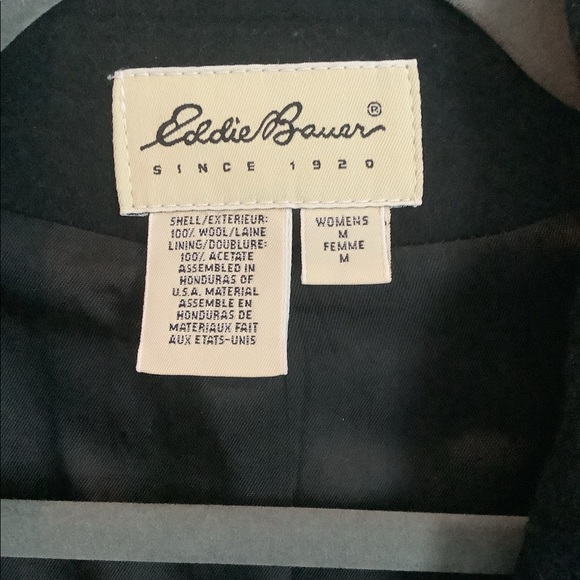 Eddie Bauer®
SINCE 1920
SHELL/EXTERIEUR:
100% WOOL/LAINE
LINING/DOUBLURE:
100% ACETATE
ASSEMBLED IN
HONDURAS OF
U.S.A. MATERIAL
ASSEMBLE EN
HONDURAS DE
MATERIAUX FAIT
AUX ETATS-UNIS
WOMENS
M
FEMME
M